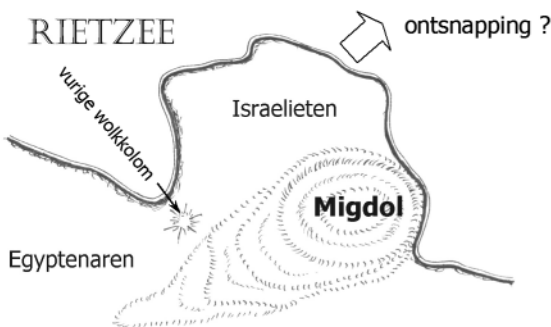 RIETZEE
ontsnapping ?
vurige wolkkolom
Israelieten
Migdol
Egyptenaren